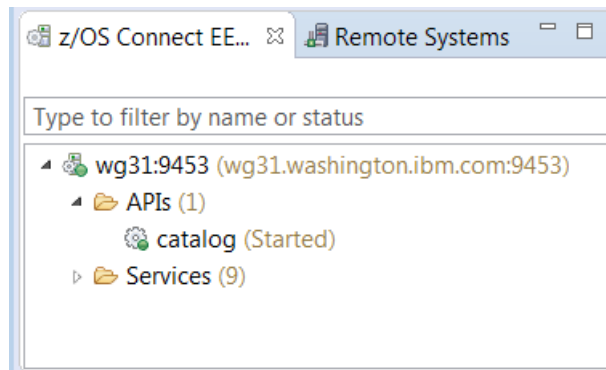 z/OS Connect EE... Remote Systems
Type to filter by name or status
wg31:9453 (wg31.washington.ibm.com:9453)
APIs (1)
catalog (Started)
Services (9)